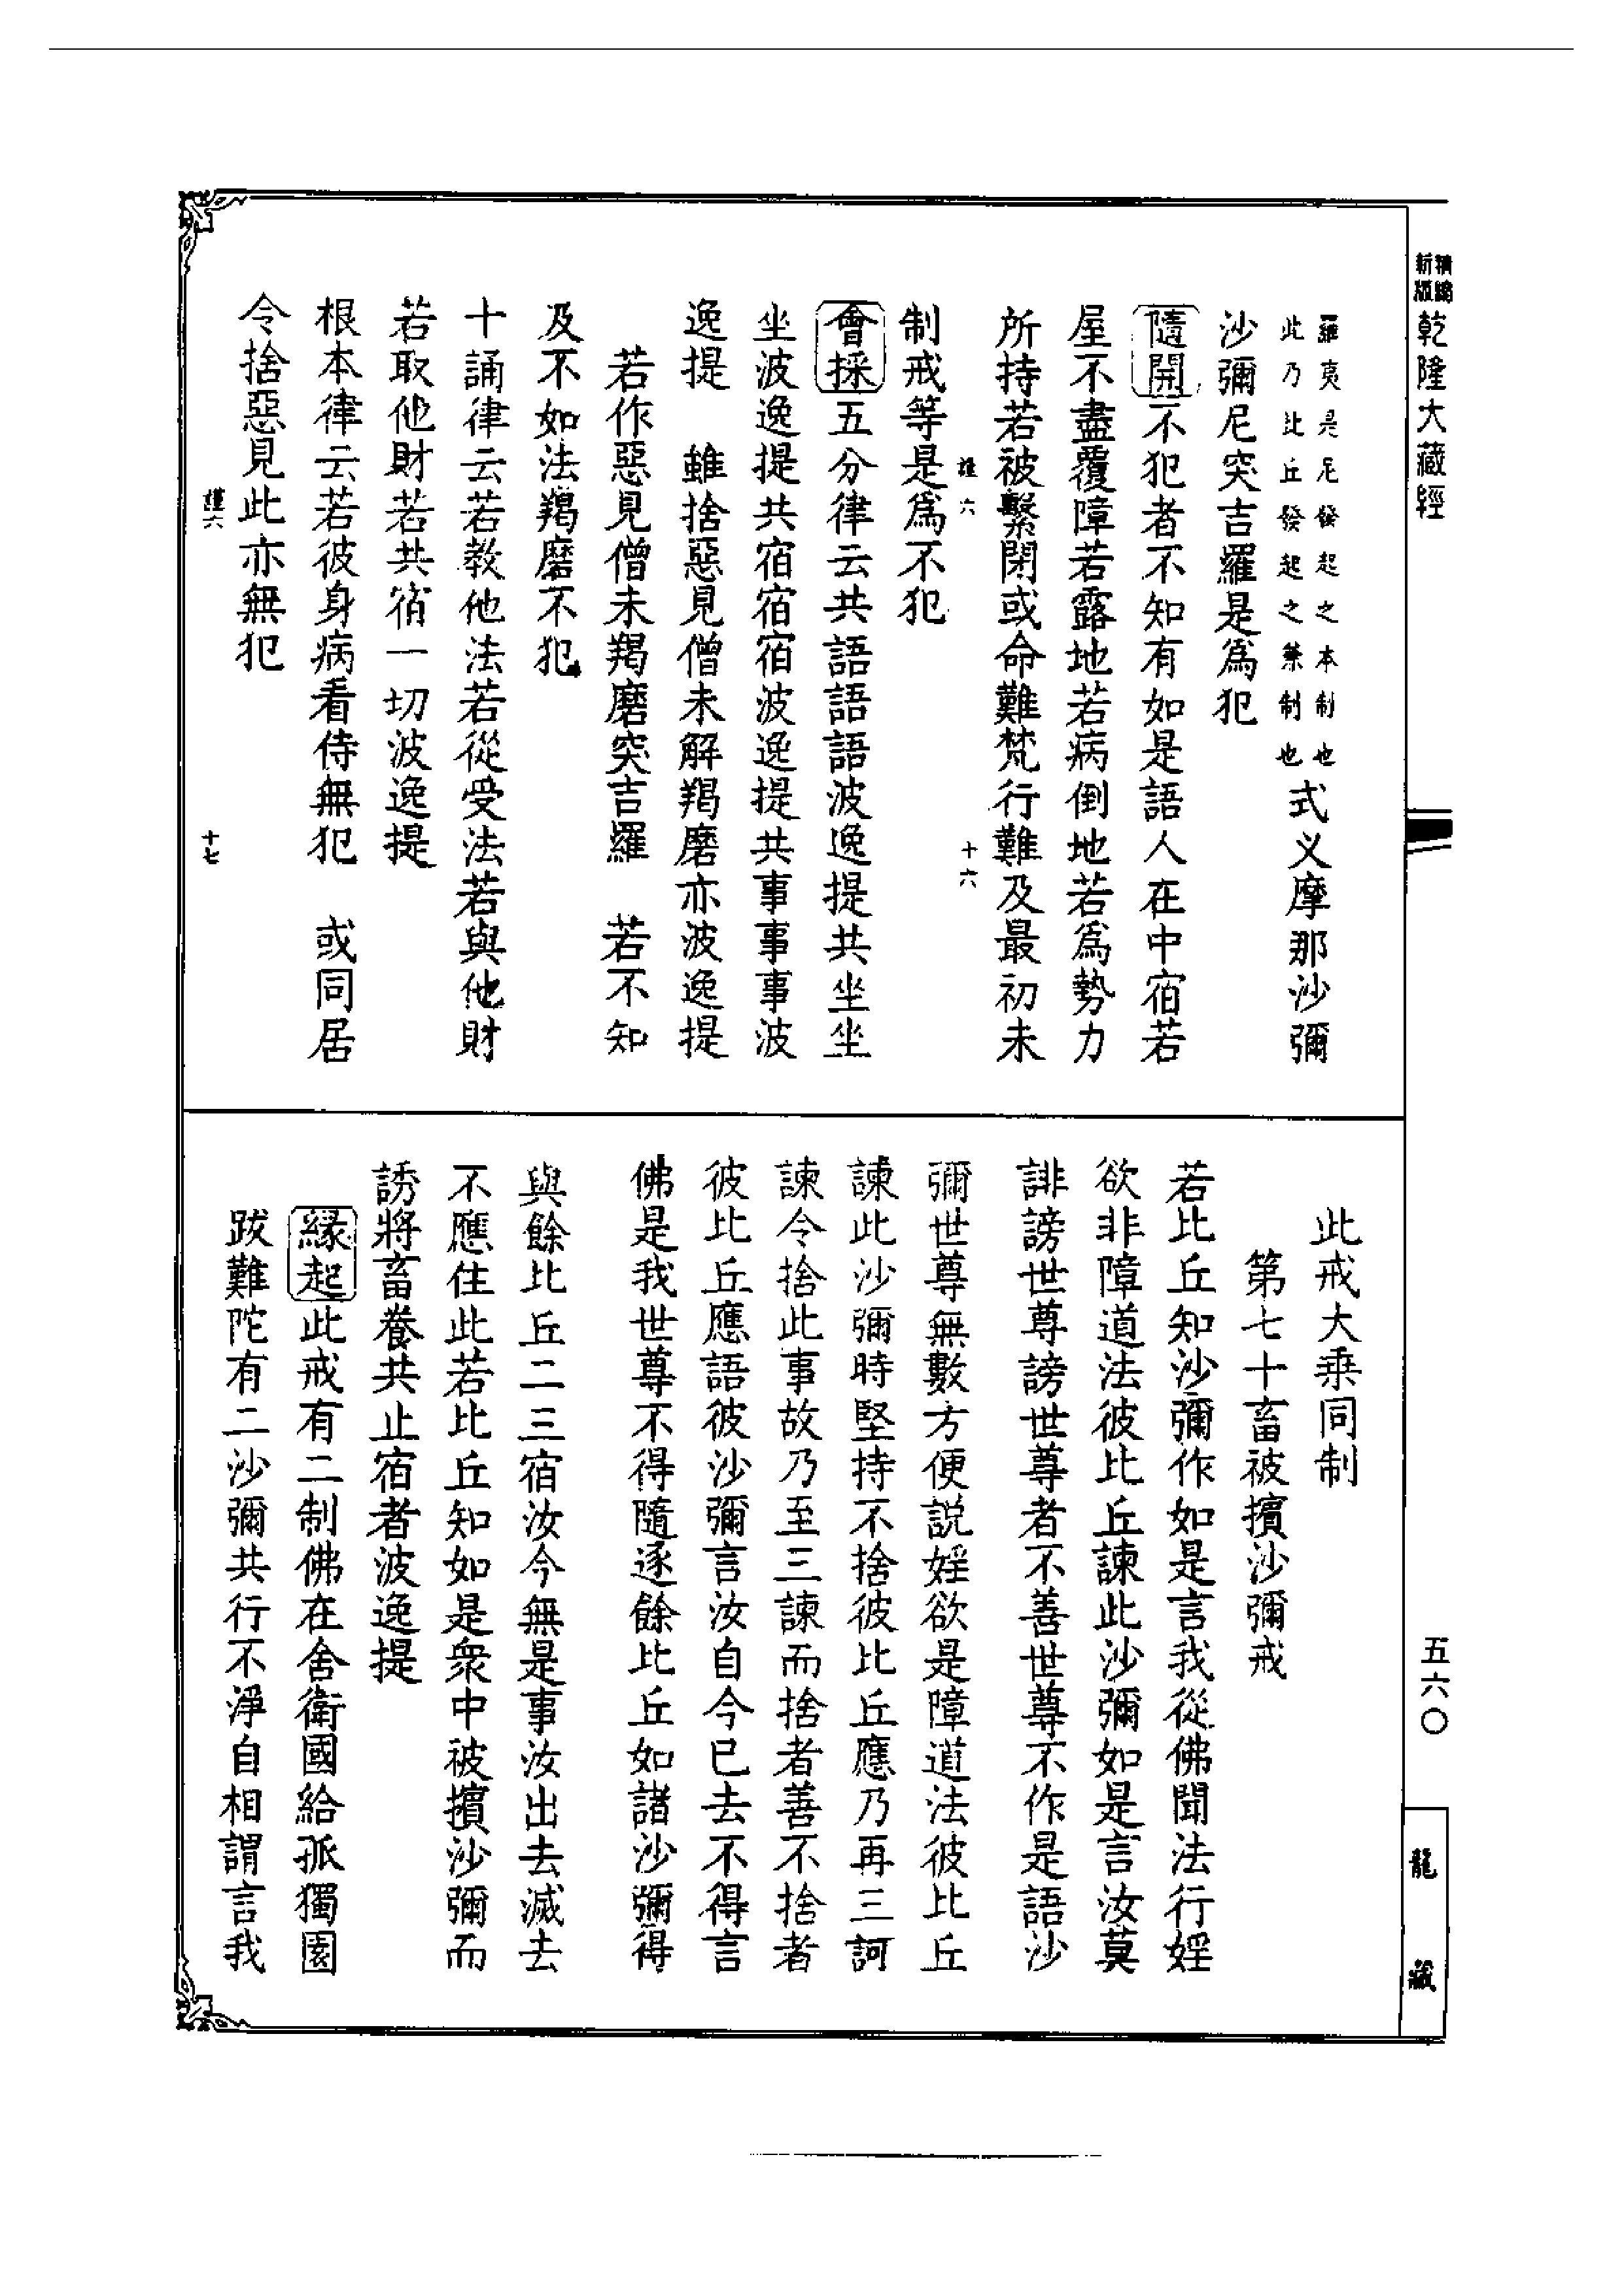 精縮
新版
乾隆大藏經
五六〇
龍藏
羅夷是尼發起之本制也
此乃比丘發起之兼制也
式义摩那沙彌
沙彌尼突吉羅是爲犯
隨開不犯者不知有如是語人在中宿若
屋不盡覆障若露地若病倒地若爲勢力
所持若被繫閉或命難梵行難及最初未
謹六 十六
制戒等是爲不犯
會採五分律云共語語語波逸提共坐坐
坐波逸提共宿宿宿波逸提共事事事波
逸提 雖捨惡見僧未解羯磨亦波逸提
若作惡見僧未羯磨突吉羅 若不知
及不如法羯磨不犯
十誦律云若教他法若從受法若與他財
若取他財若共宿一切波逸提
根本律云若彼身病看侍無犯 或同居
令捨惡見此亦無犯
謹六 十七
此戒大乗同制
第七十畜被擯沙彌戒
若比丘知沙彌作如是言我從佛聞法行婬
欲非障道法彼比丘諫此沙彌如是言汝莫
誹謗世尊謗世尊者不善世尊不作是語沙
彌世尊無數方便説婬欲是障道法彼比丘
諫此沙彌時堅持不捨彼比丘應乃再三訶
諫令捨此事故乃至三諫而捨者善不捨者
彼比丘應語彼沙彌言汝自今已去不得言
佛是我世尊不得隨逐餘比丘如諸沙彌得
與餘比丘二三宿汝今無是事汝出去滅去
不應住此若比丘知如是衆中被擯沙彌而
誘將畜養共止宿者波逸提
緣起此戒有二制佛在舍衛國給孤獨園
跋難陀有二沙彌共行不淨自相謂言我